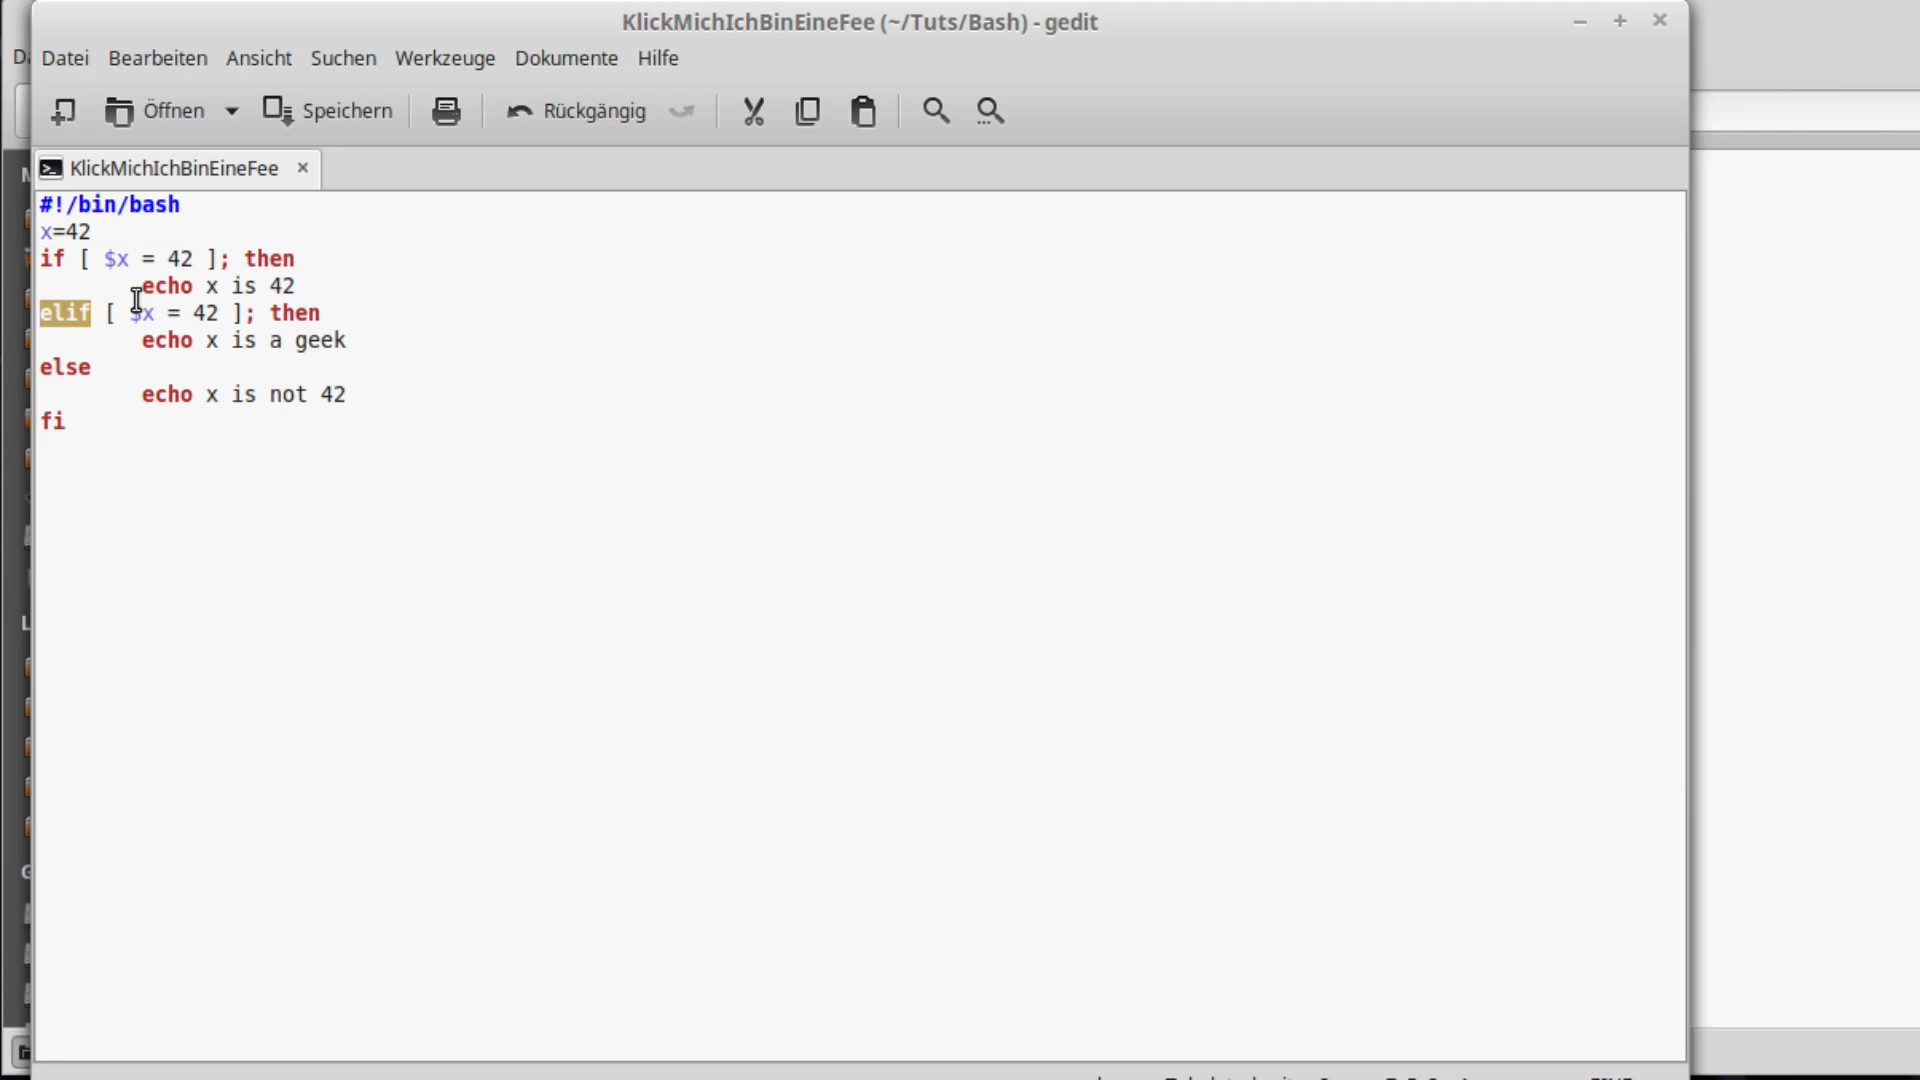 KlickMichIchBinEineFee (~/Tuts/Bash) - gedit
Datei Bearbeiten Ansicht Suchen Werkzeuge Dokumente Hilfe
Öffnen Speichern Rückgängig
KlickMichIchBinEineFee
#!/bin/bash
x=42
if [ $x = 42 ]; then
echo x is 42
elif [ $x = 42 ]; then
echo x is a geek
else
echo x is not 42
fi